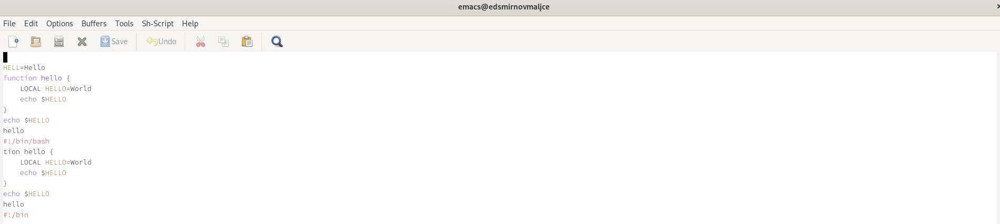 emacs@edsmirnovmaljce
File Edit Options Buffers Tools Sh-Script Help
Save Undo
HELL=Hello
function hello {
    LOCAL HELLO=World
    echo $HELLO
}
echo $HELLO
hello
#!/bin/bash
tion hello {
    LOCAL HELLO=World
    echo $HELLO
}
echo $HELLO
hello
#!/bin